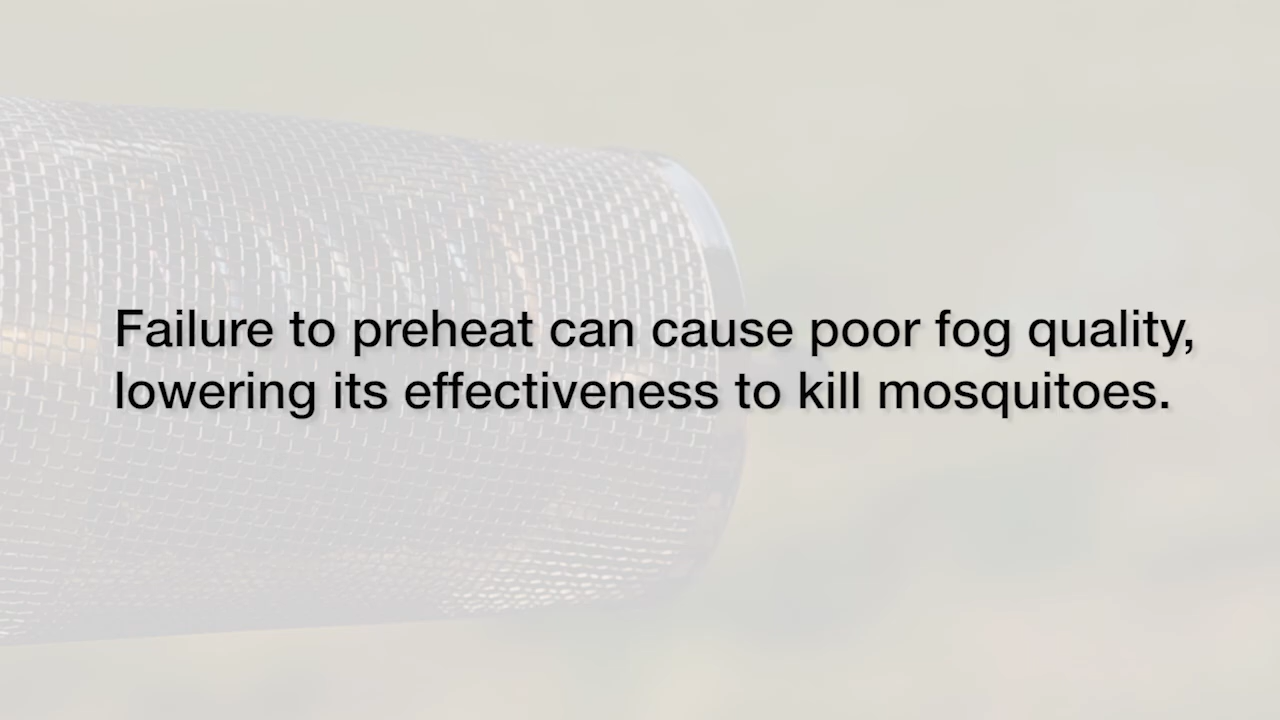 Failure to preheat can cause poor fog quality,
lowering its effectiveness to kill mosquitoes.